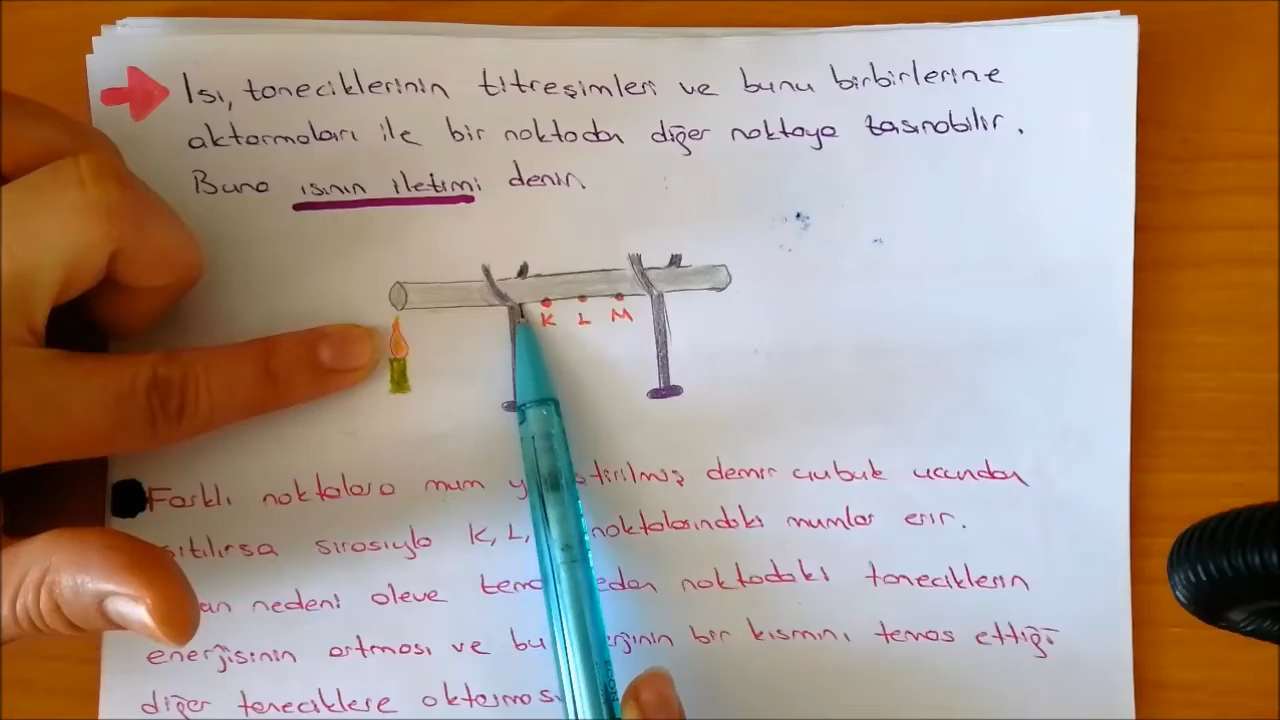 Isı, taneciklerinin titreşimleri ve bunu birbirlerine
aktarmaları ile bir noktadan diğer noktaya taşınabilir.
Buna ısının iletimi denir.
K L M
Farklı noktalara mum demir çubuk ucundan
ısıtılırsa sırasıyla K, L, noktalarındaki mumlar erir.
nedeni aleve temas eden noktadaki taneciklerin
enerjisinin artması ve bu enerjinin bir kısmını temas ettiği
diğer taneciklere